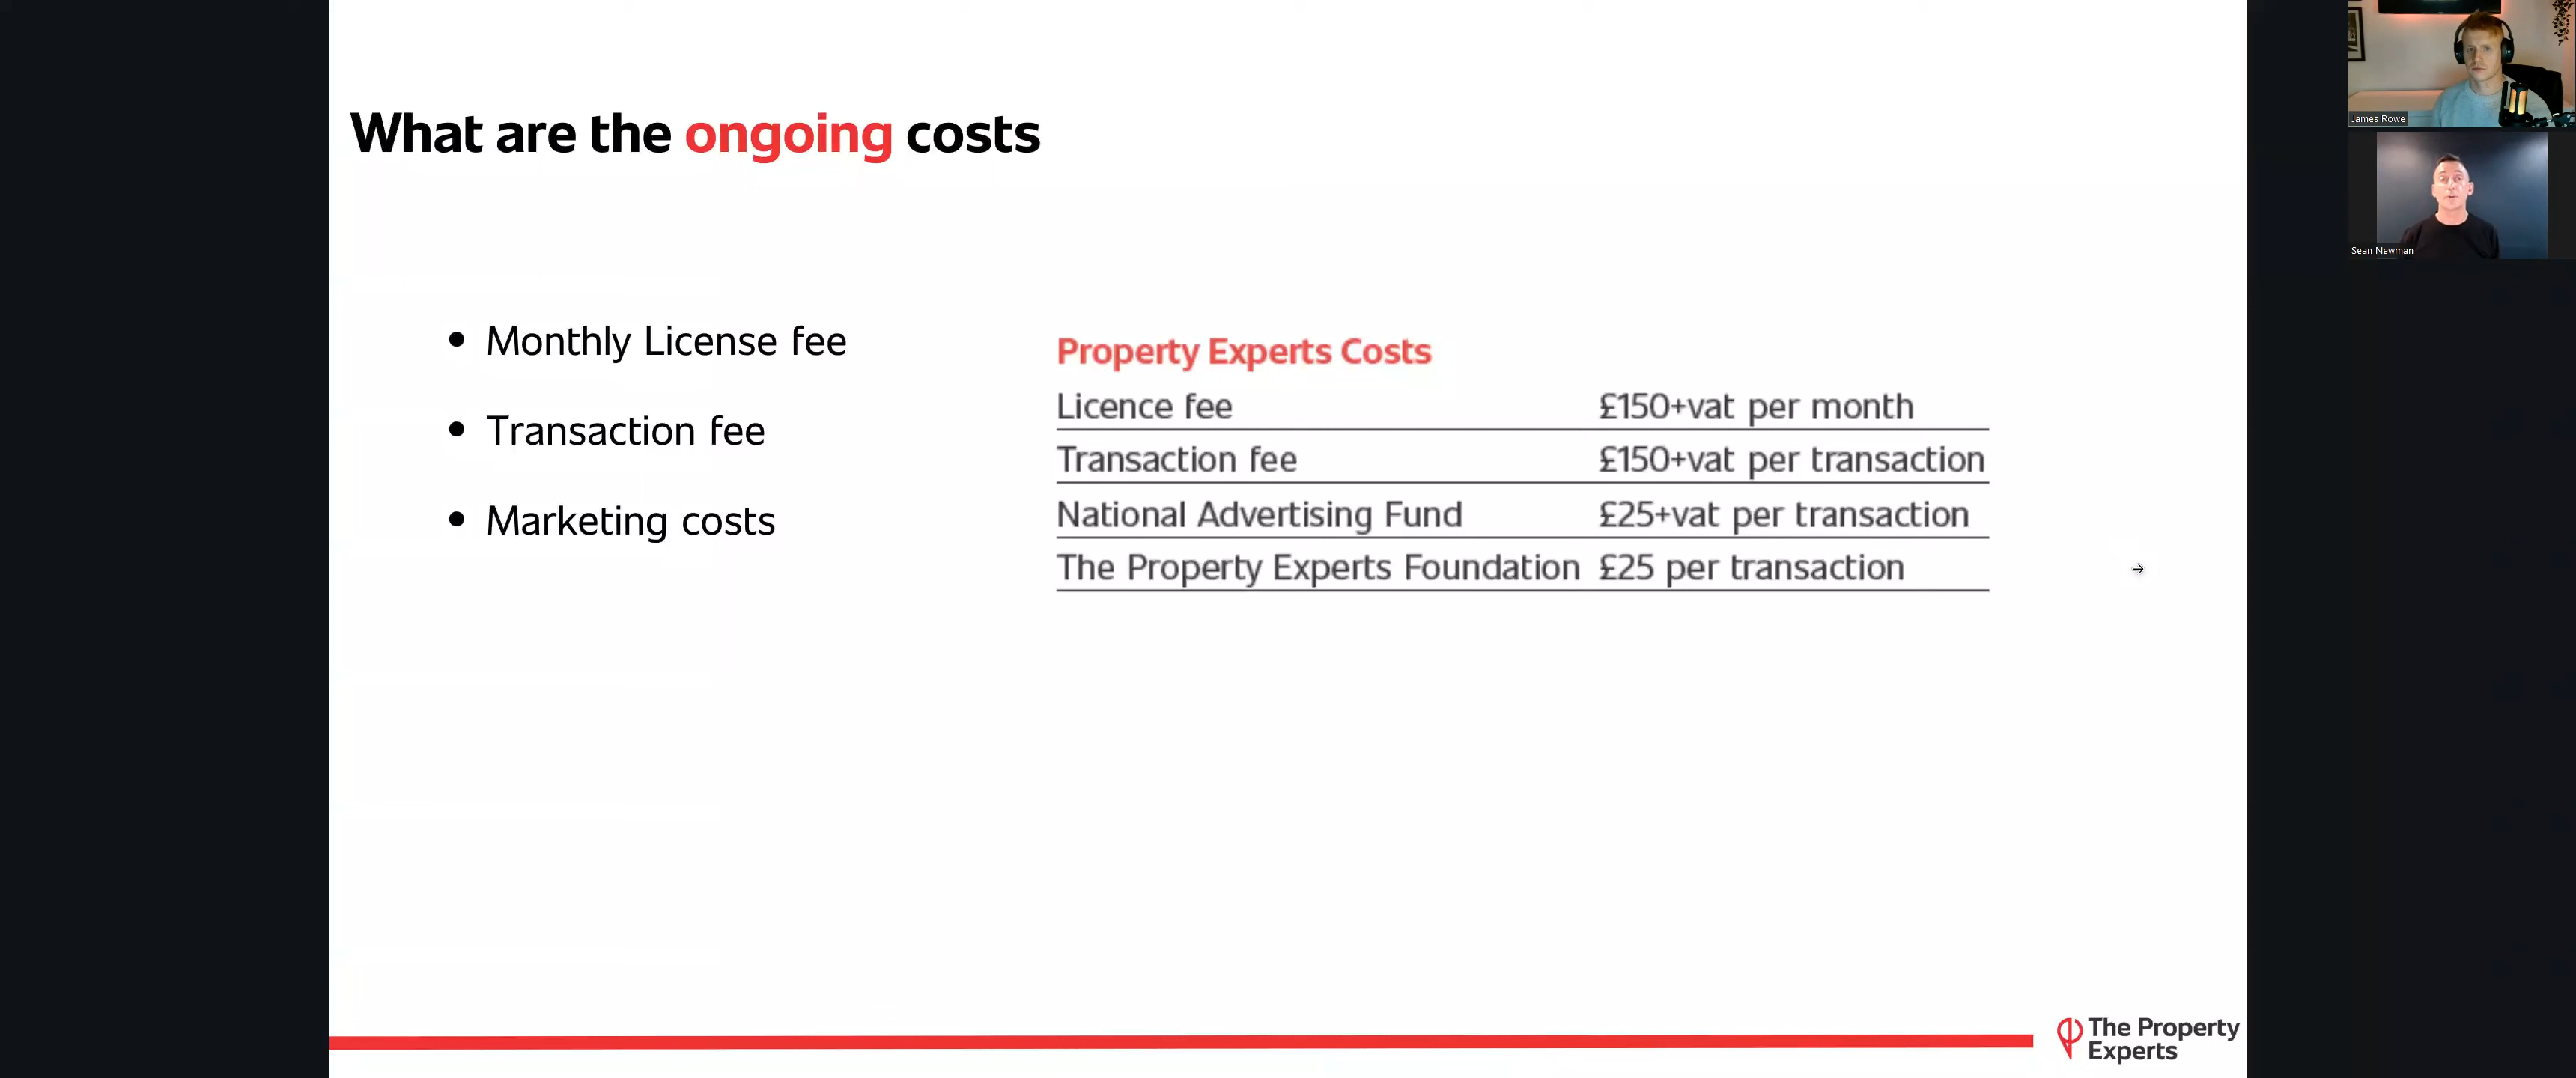 What are the ongoing costs
• Monthly License fee
• Transaction fee
• Marketing costs
Property Experts Costs
Licence fee £150+vat per month
Transaction fee £150+vat per transaction
National Advertising Fund £25+vat per transaction
The Property Experts Foundation £25 per transaction
James Rowe
Sean Newman
The Property
Experts